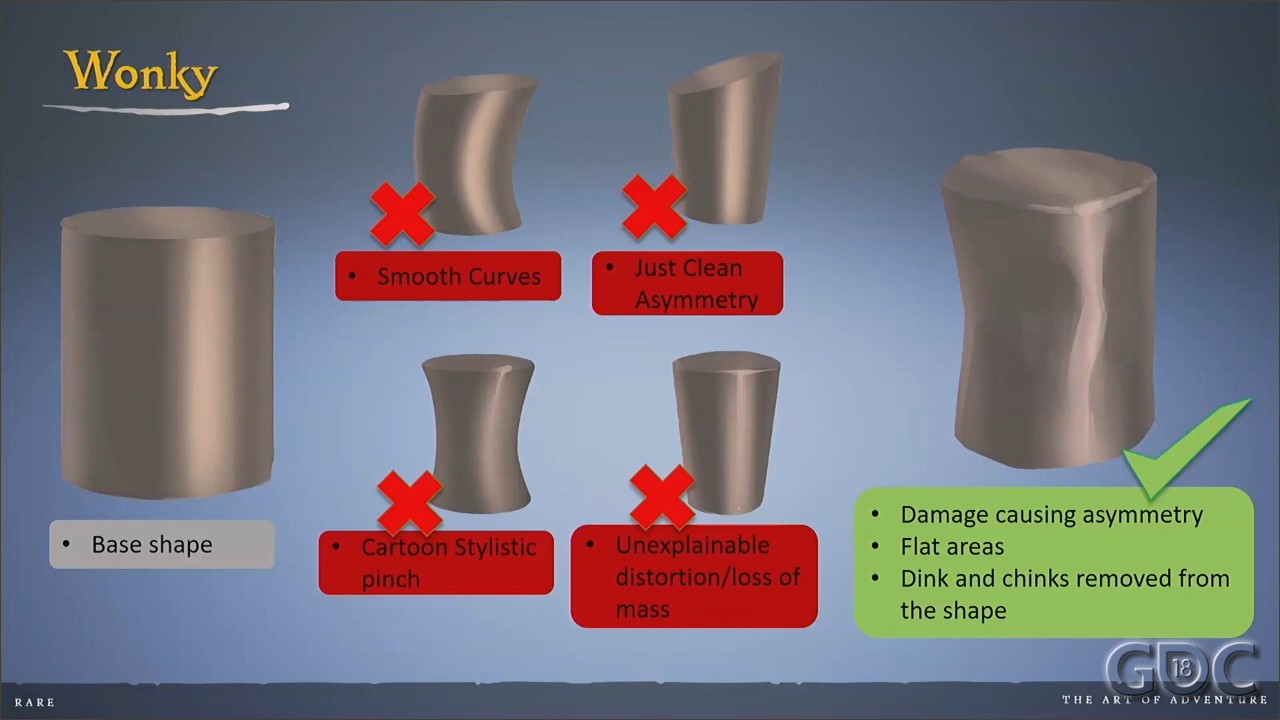 Wonky
• Smooth Curves
• Just Clean
Asymmetry
• Base shape
• Cartoon Stylistic
pinch
• Unexplainable
distortion/loss of
mass
• Damage causing asymmetry
• Flat areas
• Dink and chinks removed from
the shape
GDC
18
RARE
THE ART OF ADVENTURE